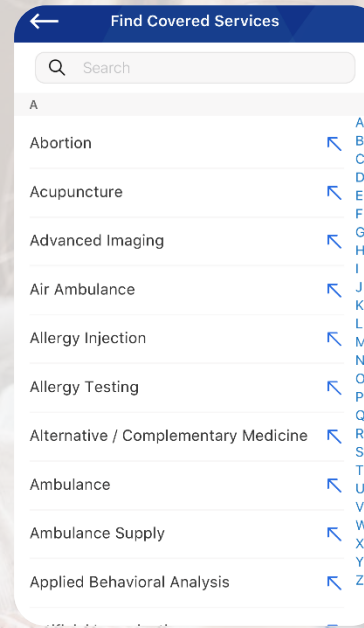 Find Covered Services
Search
A
Abortion
Acupuncture
Advanced Imaging
Air Ambulance
Allergy Injection
Allergy Testing
Alternative / Complementary Medicine
Ambulance
Ambulance Supply
Applied Behavioral Analysis
A
B
C
D
E
F
G
H
I
J
K
L
M
N
O
P
Q
R
S
T
U
V
W
X
Y
Z